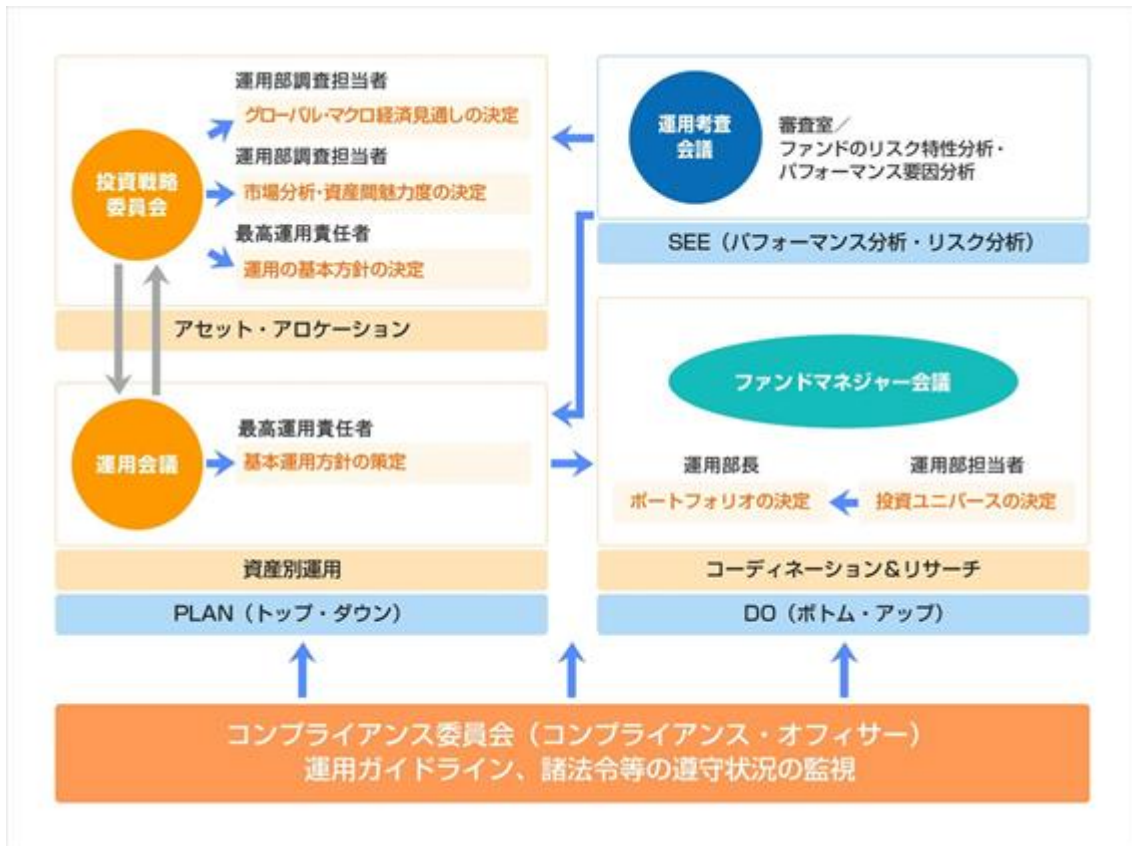 運用部調査担当者
グローバル・マクロ経済見通しの決定
運用部調査担当者
市場分析・資産間魅力度の決定
最高運用責任者
運用の基本方針の決定
投資戦略
委員会
アセット・アロケーション
運用会議
最高運用責任者
基本運用方針の策定
資産別運用
PLAN（トップ・ダウン）
運用考査
会議
審査室／
ファンドのリスク特性分析・
パフォーマンス要因分析
SEE（パフォーマンス分析・リスク分析）
ファンドマネジャー会議
運用部長
ポートフォリオの決定
運用部担当者
投資ユニバースの決定
コーディネーション＆リサーチ
DO（ボトム・アップ）
コンプライアンス委員会（コンプライアンス・オフィサー）
運用ガイドライン、諸法令等の遵守状況の監視